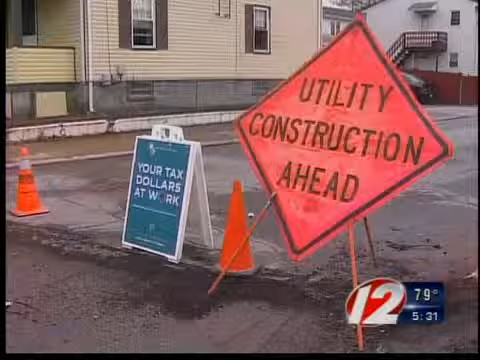 UTILITY
CONSTRUCTION
AHEAD
YOUR TAX
DOLLARS
AT WORK
12
79°
5:31